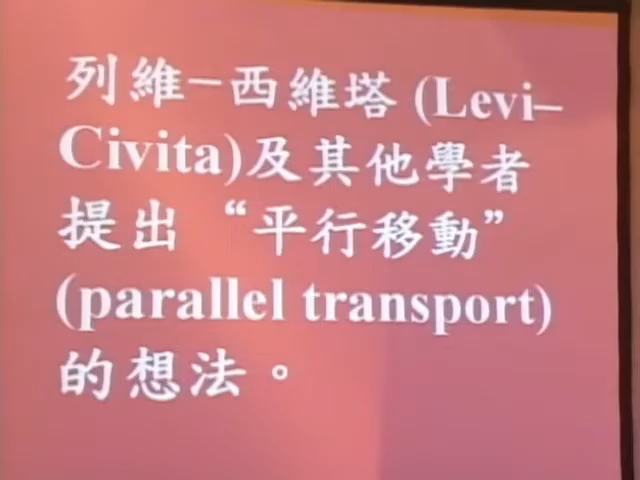 列維–西維塔 (Levi–
Civita)及其他學者
提出 “平行移動”
(parallel transport)
的想法。